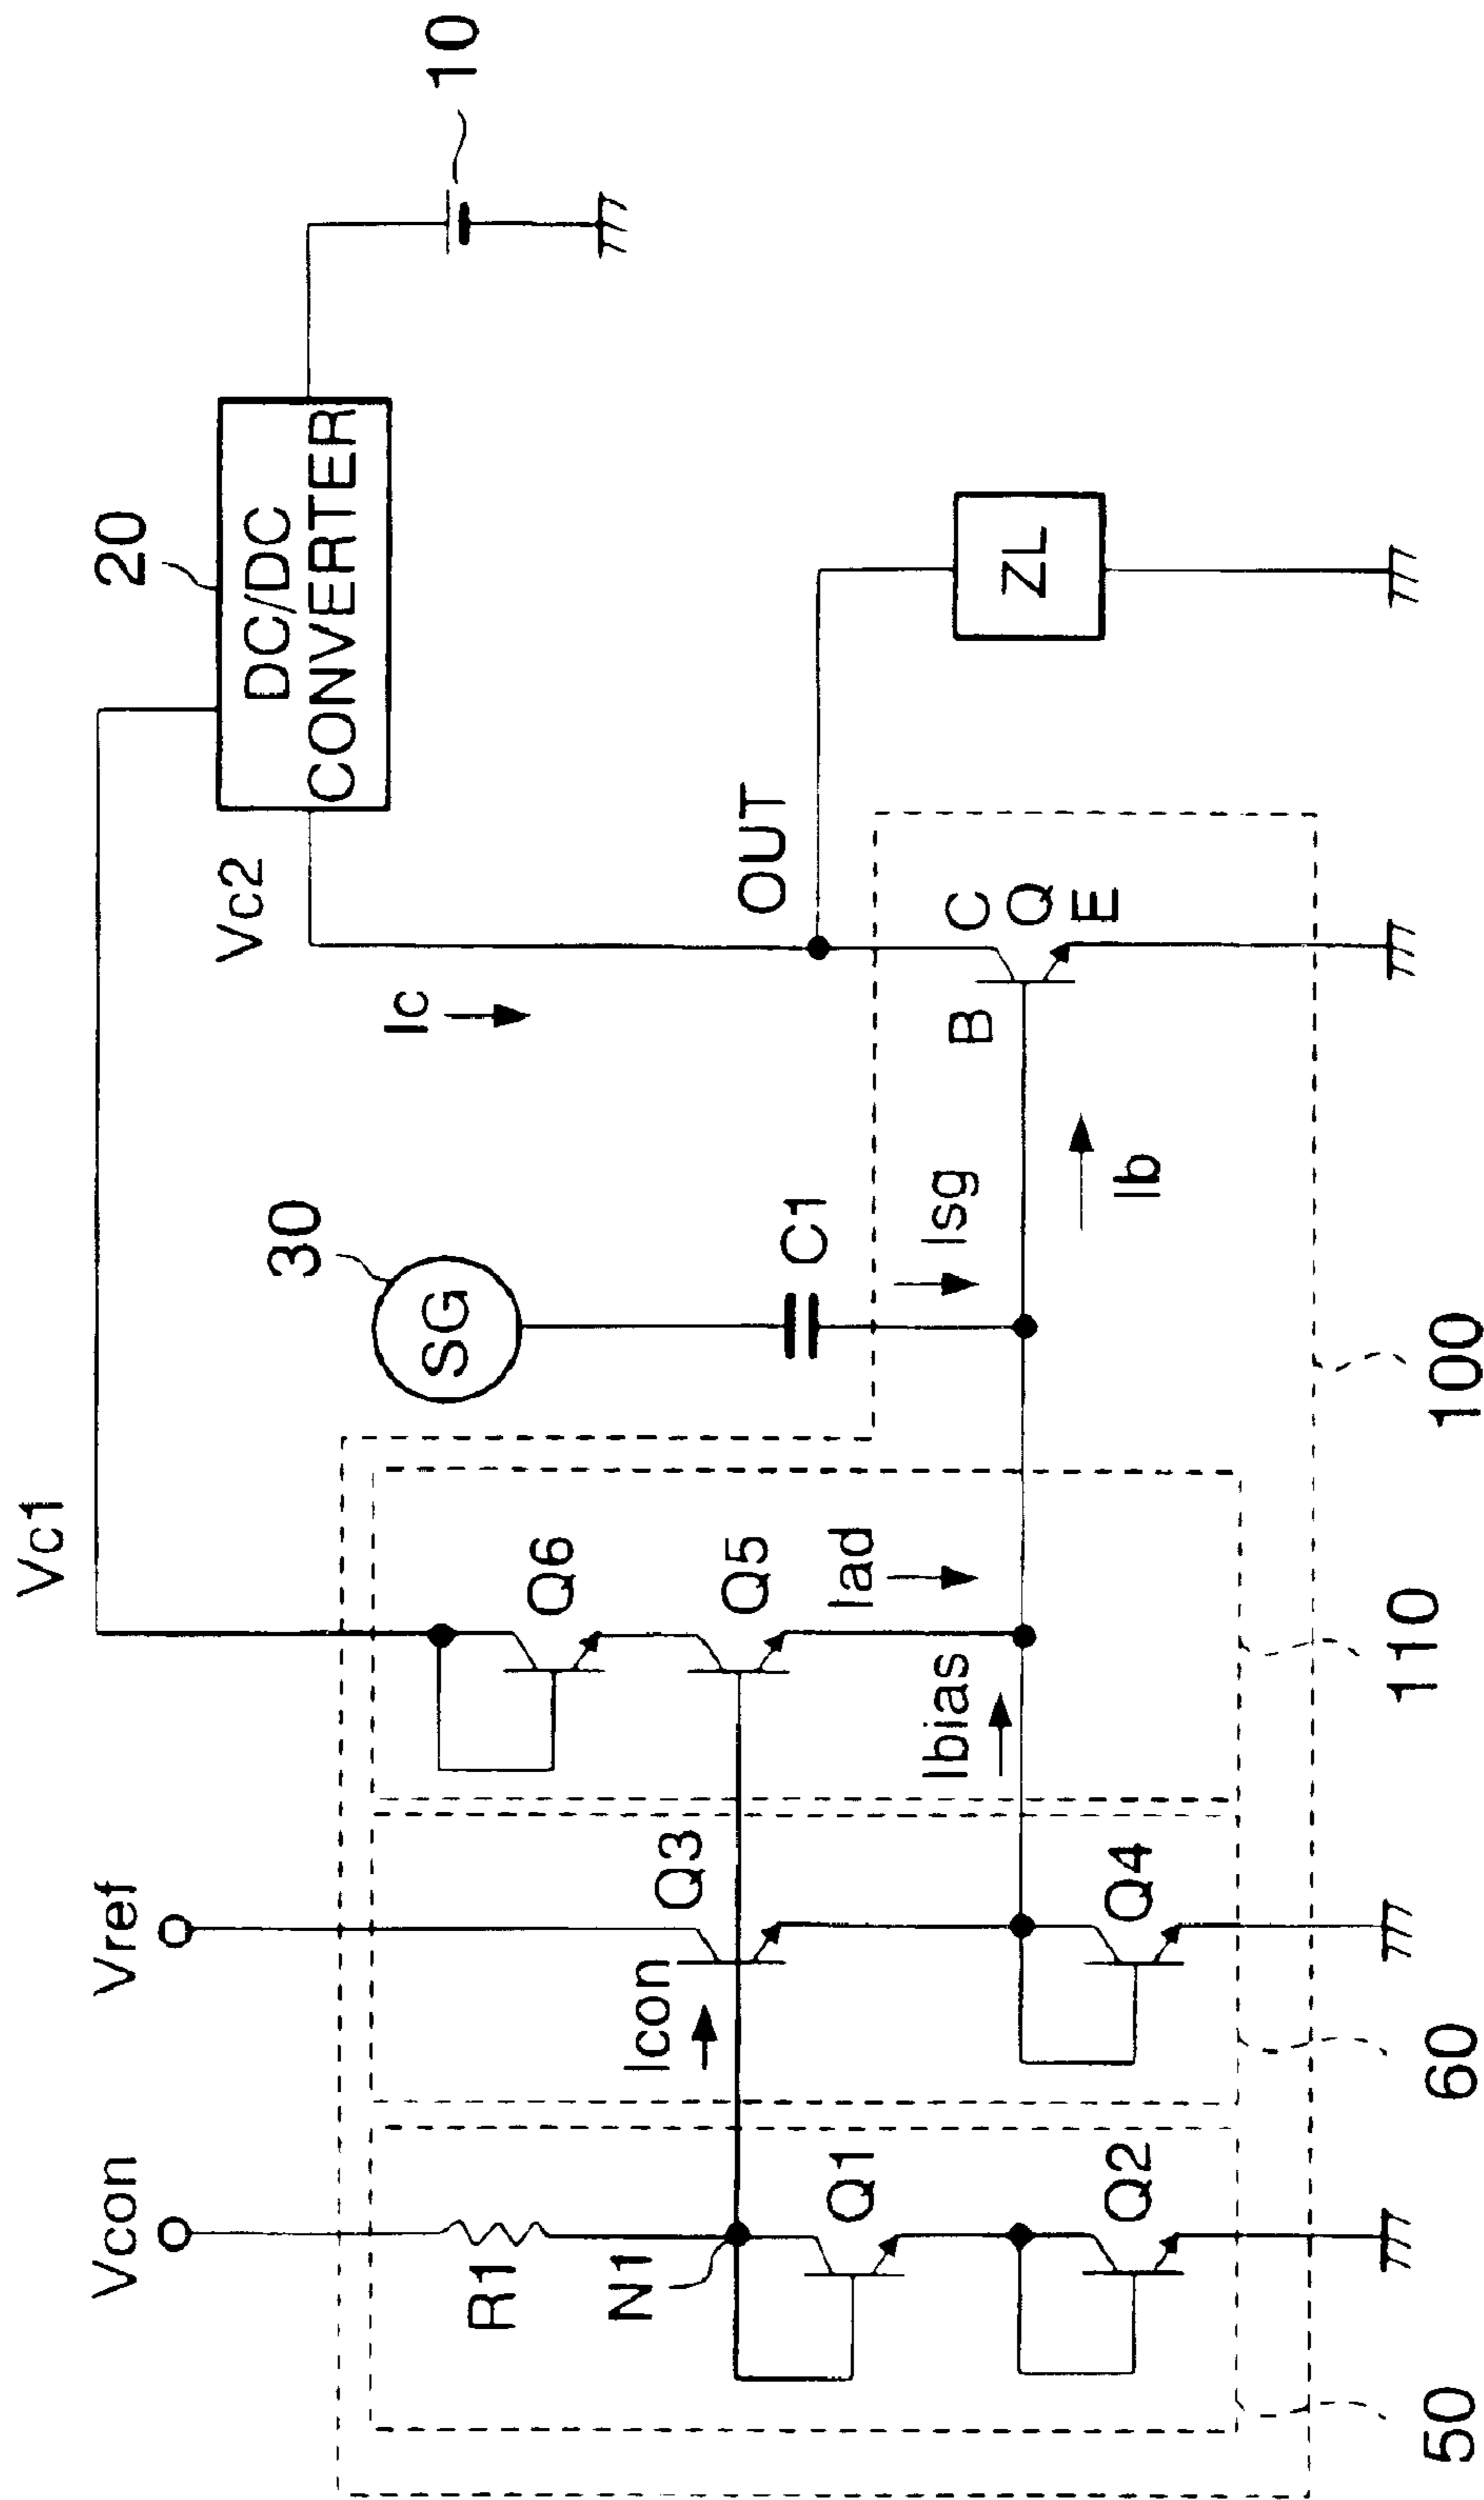 Vcon
Vref
Vc1
20
10
DC/DC
CONVERTER
Vc2
30
SG
R1
N1
Icon
Q3
Q6
Q5
Ic
OUT
C1
Iad
Ibias
Isg
B
C
Q
E
ZL
Q1
Q2
Q4
Ib
50
60
110
100